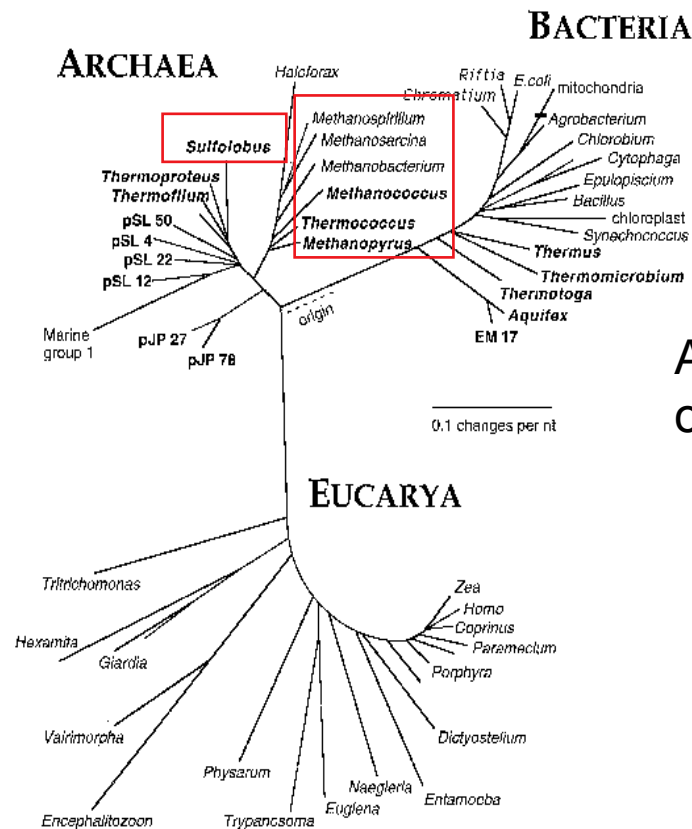 BACTERIA
ARCHAEA
Haloforax
Riftia
E.coli
Chromatium
mitochondria
Methanospirillum
Agrobacterium
Sulfolobus
Methanosarcina
Chlorobium
Methanobacterium
Cytophaga
Thermoproteus
Epulopiscium
Thermofilum
Methanococcus
Bacillus
pSL 50
chloroplast
Thermococcus
Synechococcus
pSL 4
Methanopyrus
Thermus
pSL 22
Thermomicrobium
pSL 12
Thermotoga
origin
Aquifex
Marine
group 1
pJP 27
EM 17
pJP 78
A
0.1 changes per nt
EUCARYA
Tritrichomonas
Zea
Homo
Coprinus
Hexamita
Paramecium
Giardia
Porphyra
Vairimorpha
Dictyostelium
Physarum
Naegleria
Entamoeba
Euglena
Encephalitozoon
Trypanosoma